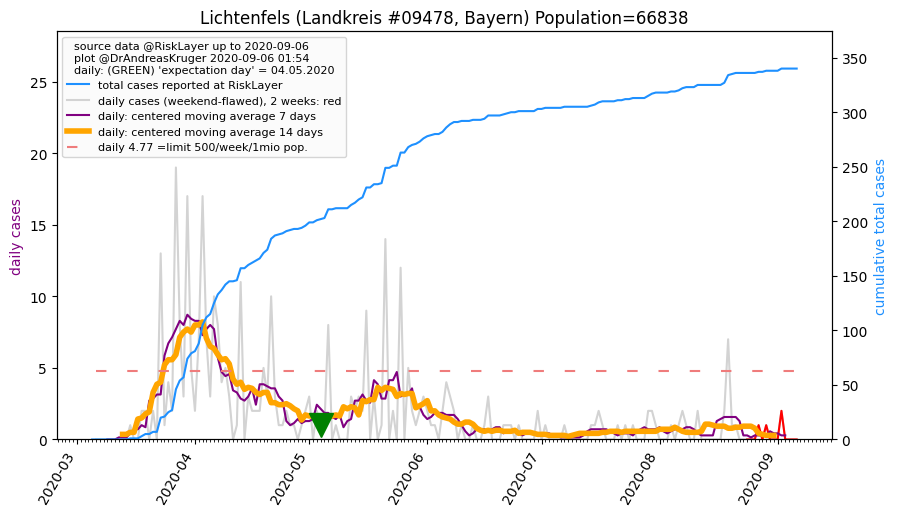 Lichtenfels (Landkreis #09478, Bayern) Population=66838
source data @RiskLayer up to 2020-09-06
plot @DrAndreasKruger 2020-09-06 01:54
daily: (GREEN) 'expectation day' = 04.05.2020
total cases reported at RiskLayer
daily cases (weekend-flawed), 2 weeks: red
daily: centered moving average 7 days
daily: centered moving average 14 days
daily 4.77 =limit 500/week/1mio pop.
daily cases
25
20
15
10
5
0
cumulative total cases
350
300
250
200
150
100
50
0
2020-03
2020-04
2020-05
2020-06
2020-07
2020-08
2020-09